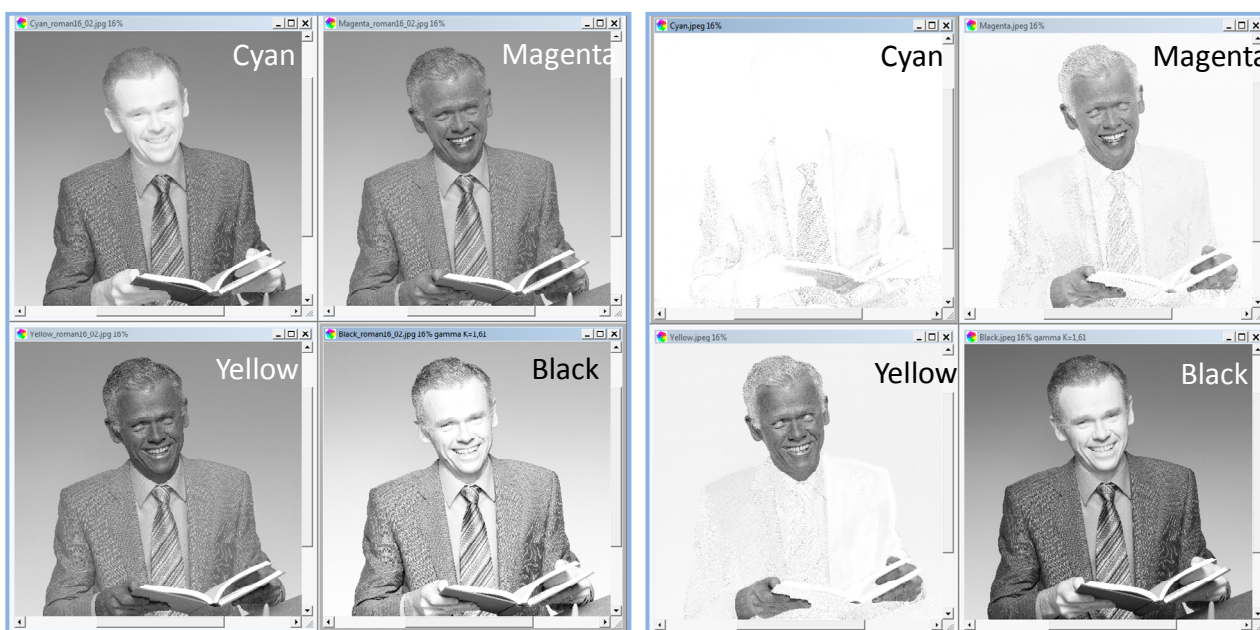 Cyan_roman16_02.jpg 16%
Cyan
Magenta_roman16_02.jpg 16%
Magenta
Yellow_roman16_02.jpg 16%
Yellow
Black_roman16_02.jpg 16% gamma K=1,61
Black
Cyan.jpeg 16%
Cyan
Magenta.jpeg 16%
Magenta
Yellow.jpeg 16%
Yellow
Black.jpeg 16% gamma K=1,61
Black